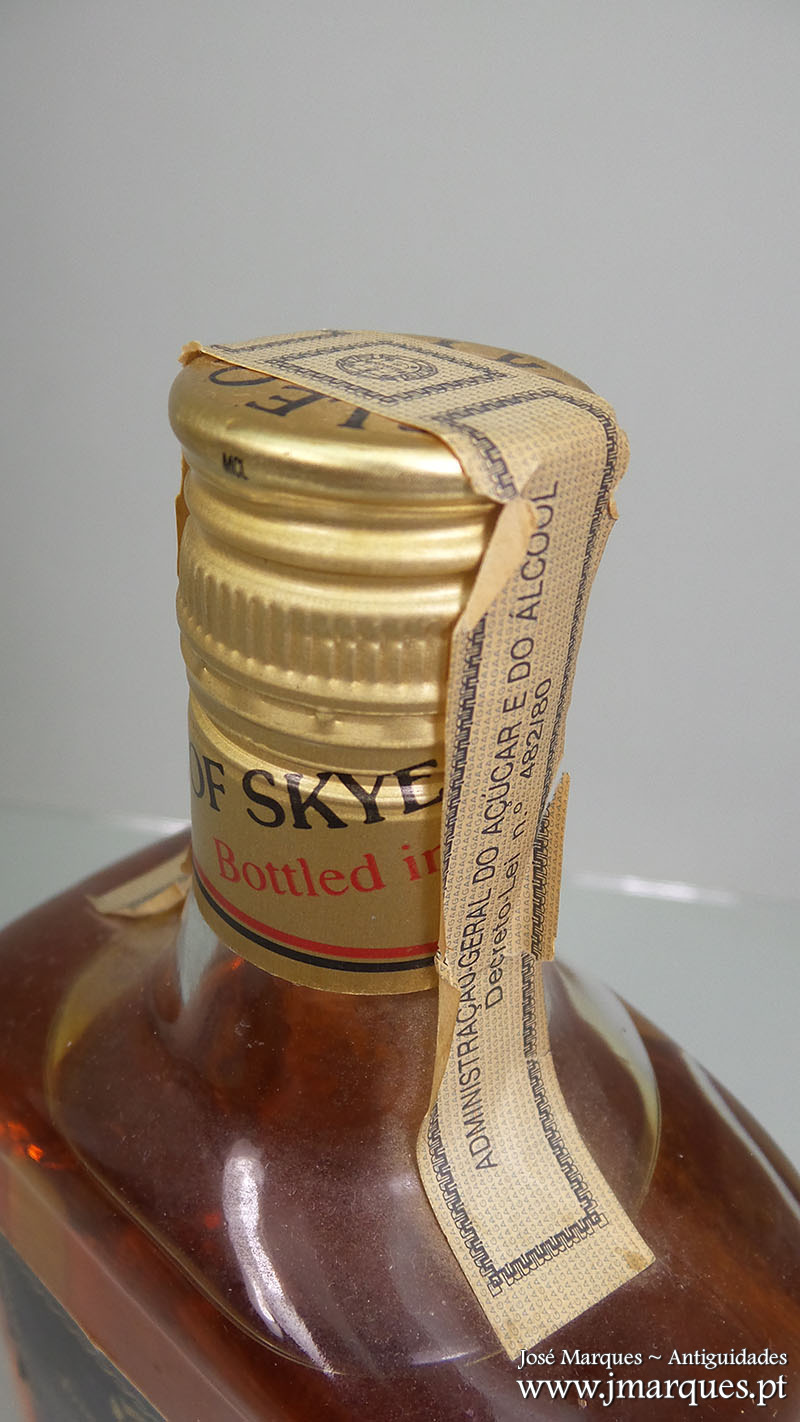 MCL
OF SKYE
Bottled in
ADMINISTRAÇÃO-GERAL DO AÇÚCAR E DO ÁLCOOL
Decreto-Lei n.º 482/80
José Marques ~ Antiguidades
www.jmarques.pt